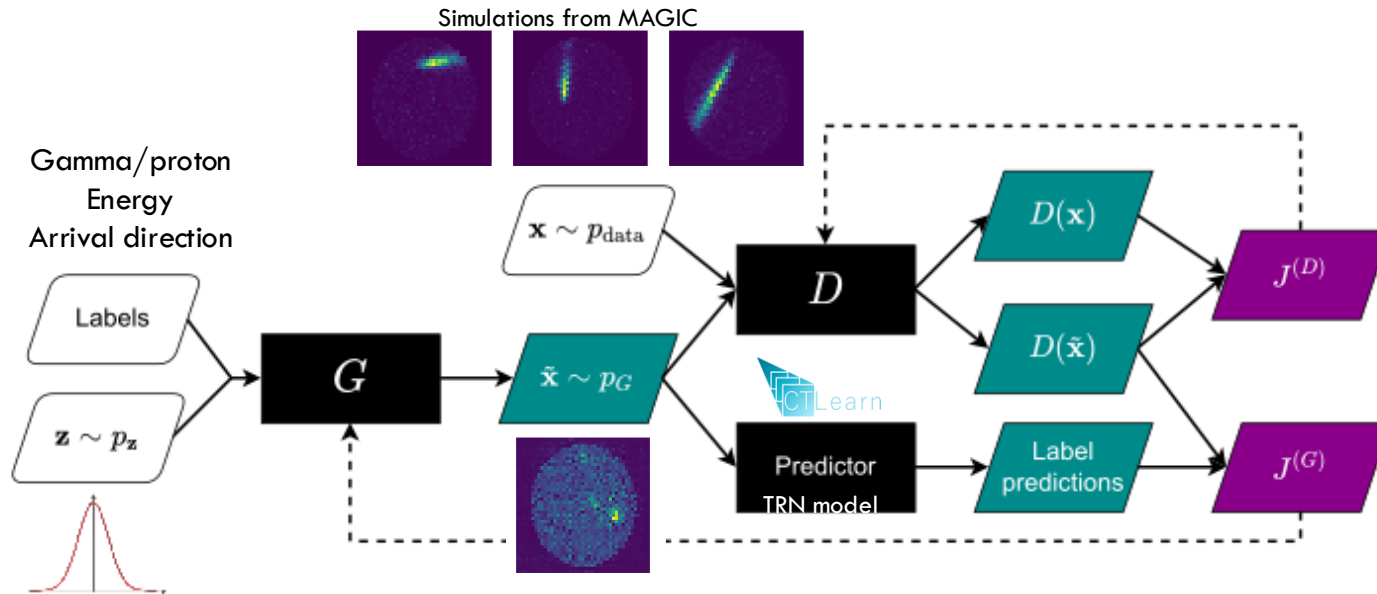 Simulations from MAGIC
Gamma/proton
Energy
Arrival direction
Labels
z ∼ p_z
G
x ∼ p_data
x̃ ∼ p_G
D
CTLearn
Predictor
TRN model
D(x)
D(x̃)
Label
predictions
J^(D)
J^(G)